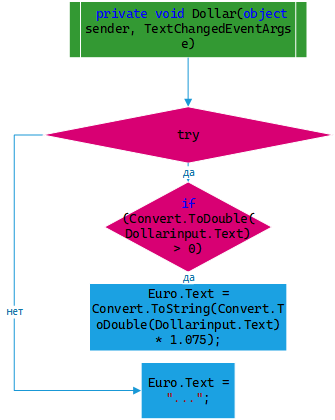 private void Dollar(object
sender, TextChangedEventArgs
e)
try
да
if
(Convert.ToDouble(
Dollarinput.Text)
> 0)
да
Euro.Text =
Convert.ToString(Convert.T
oDouble(Dollarinput.Text)
* 1.075);
нет
Euro.Text =
"...";